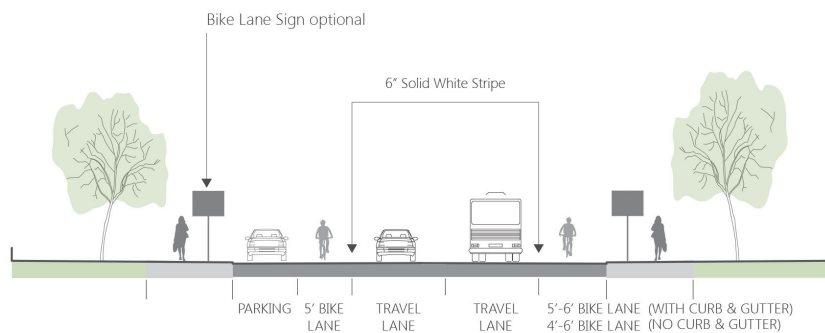 Bike Lane Sign optional
6" Solid White Stripe
PARKING
5' BIKE
LANE
TRAVEL
LANE
TRAVEL
LANE
5'-6' BIKE LANE (WITH CURB & GUTTER)
4'-6' BIKE LANE (NO CURB & GUTTER)